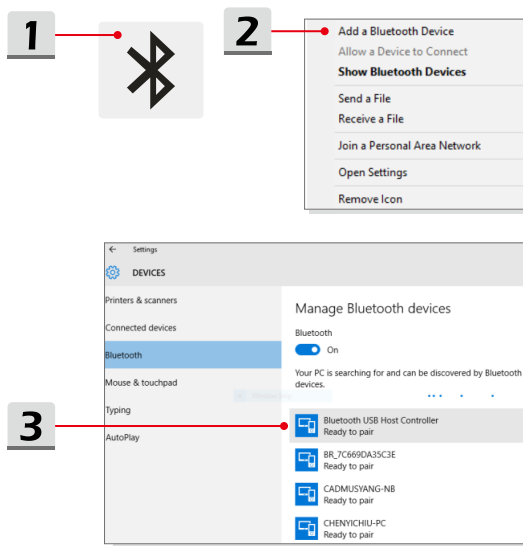 1
2
Add a Bluetooth Device
Allow a Device to Connect
Show Bluetooth Devices
Send a File
Receive a File
Join a Personal Area Network
Open Settings
Remove Icon
Settings
DEVICES
Printers & scanners
Connected devices
Bluetooth
Mouse & touchpad
Typing
AutoPlay
Manage Bluetooth devices
Bluetooth
On
Your PC is searching for and can be discovered by Bluetooth
devices.
3
Bluetooth USB Host Controller
Ready to pair
BR_7C669DA35C3E
Ready to pair
CADMUSYANG-NB
Ready to pair
CHENYICHIU-PC
Ready to pair